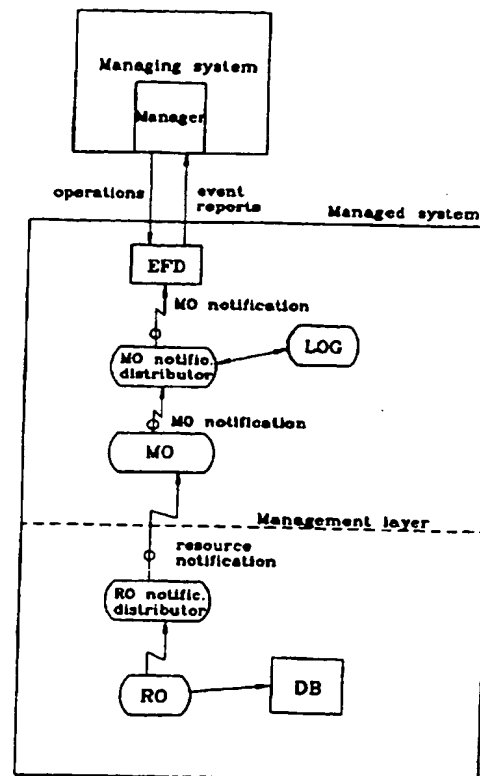 Managing system
Manager
operations
event
reports
Managed system
EFD
MO notification
MO notific.
distributor
LOG
MO notification
MO
Management layer
resource
notification
RO notific.
distributor
RO
DB